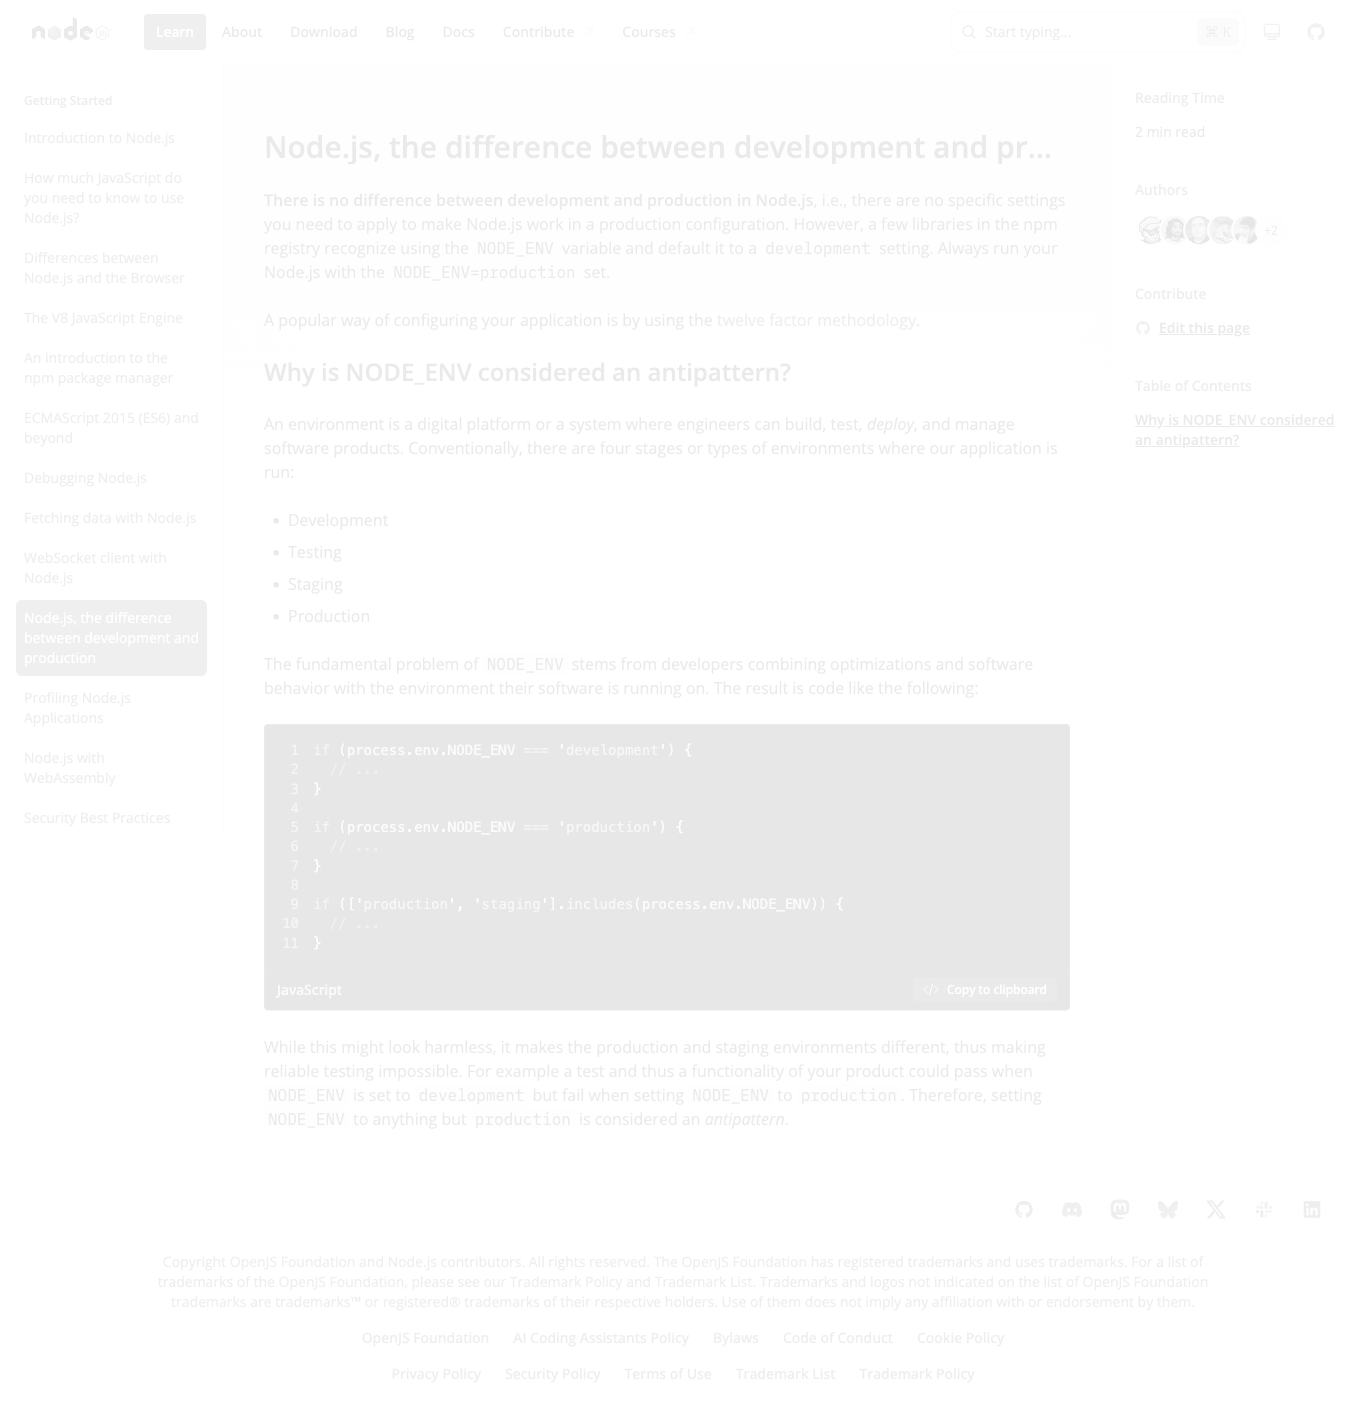 node JS
Learn
About
Download
Blog
Docs
Contribute
Courses
Start typing...
⌘ K
Getting Started
Introduction to Node.js
How much JavaScript do
you need to know to use
Node.js?
Differences between
Node.js and the Browser
The V8 JavaScript Engine
An introduction to the
npm package manager
ECMAScript 2015 (ES6) and
beyond
Debugging Node.js
Fetching data with Node.js
WebSocket client with
Node.js
Node.js, the difference
between development and
production
Profiling Node.js
Applications
Node.js with
WebAssembly
Security Best Practices
Node.js, the difference between development and pr...
There is no difference between development and production in Node.js, i.e., there are no specific settings
you need to apply to make Node.js work in a production configuration. However, a few libraries in the npm
registry recognize using the NODE_ENV variable and default it to a development setting. Always run your
Node.js with the NODE_ENV=production set.
A popular way of configuring your application is by using the twelve factor methodology.
Why is NODE_ENV considered an antipattern?
An environment is a digital platform or a system where engineers can build, test, deploy, and manage
software products. Conventionally, there are four stages or types of environments where our application is
run:
• Development
• Testing
• Staging
• Production
The fundamental problem of NODE_ENV stems from developers combining optimizations and software
behavior with the environment their software is running on. The result is code like the following:
1 if (process.env.NODE_ENV === 'development') {
2   // ...
3 }
4
5 if (process.env.NODE_ENV === 'production') {
6   // ...
7 }
8
9 if (['production', 'staging'].includes(process.env.NODE_ENV)) {
10   // ...
11 }
JavaScript
</> Copy to clipboard
While this might look harmless, it makes the production and staging environments different, thus making
reliable testing impossible. For example a test and thus a functionality of your product could pass when
NODE_ENV is set to development but fail when setting NODE_ENV to production. Therefore, setting
NODE_ENV to anything but production is considered an antipattern.
Reading Time
2 min read
Authors
+2
Contribute
Edit this page
Table of Contents
Why is NODE_ENV considered
an antipattern?
Copyright OpenJS Foundation and Node.js contributors. All rights reserved. The OpenJS Foundation has registered trademarks and uses trademarks. For a list of
trademarks of the OpenJS Foundation, please see our Trademark Policy and Trademark List. Trademarks and logos not indicated on the list of OpenJS Foundation
trademarks are trademarks™ or registered® trademarks of their respective holders. Use of them does not imply any affiliation with or endorsement by them.
OpenJS Foundation
AI Coding Assistants Policy
Bylaws
Code of Conduct
Cookie Policy
Privacy Policy
Security Policy
Terms of Use
Trademark List
Trademark Policy